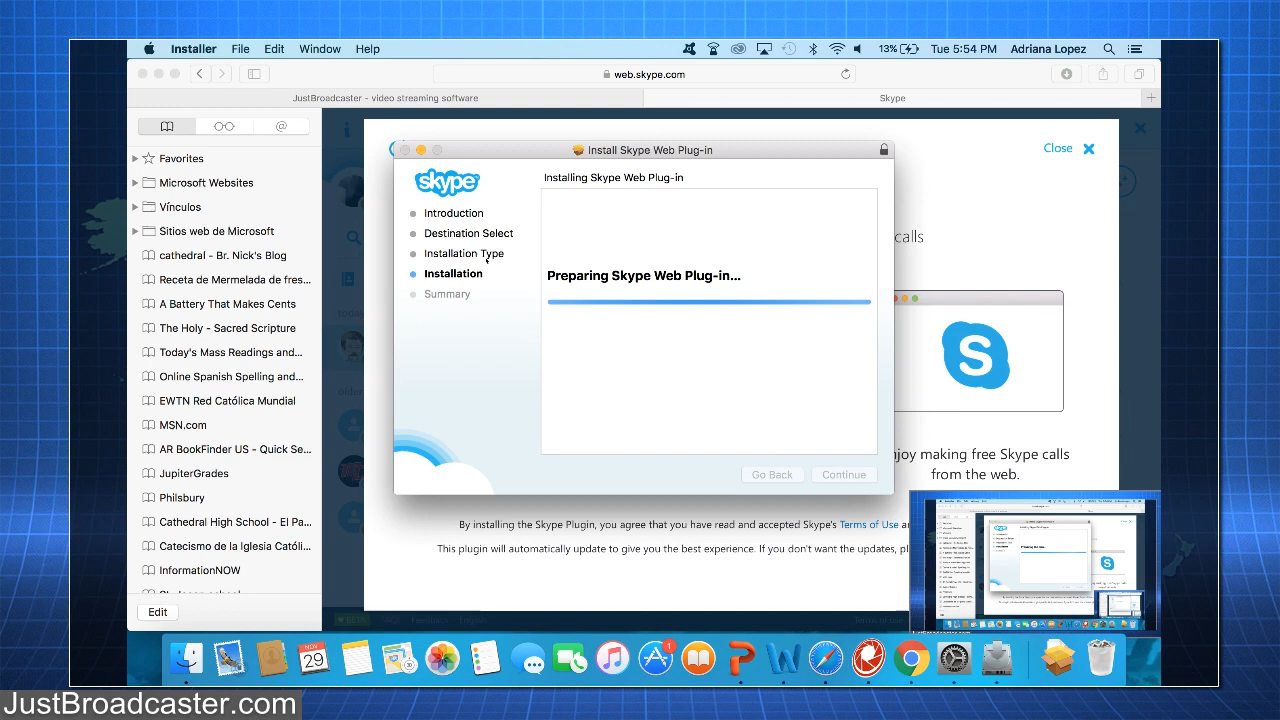 Installer File Edit Window Help 13% Tue 5:54 PM Adriana Lopez
web.skype.com
JustBroadcaster - video streaming software Skype
Favorites
Microsoft Websites
Vínculos
Sitios web de Microsoft
cathedral - Br. Nick's Blog
Receta de Mermelada de fres...
A Battery That Makes Cents
The Holy - Sacred Scripture
Today's Mass Readings and...
Online Spanish Spelling and...
EWTN Red Católica Mundial
MSN.com
AR BookFinder US - Quick Se...
JupiterGrades
Philsbury
Cathedral High School - El Pa...
Catecismo de la Iglesia Católi...
InformationNOW
Edit
Close
Install Skype Web Plug-in
skype
Installing Skype Web Plug-in
Introduction
Destination Select
Installation Type
Installation
Summary
Preparing Skype Web Plug-in...
Go Back Continue
calls
S
njoy making free Skype calls
from the web.
By installing the Skype Plugin, you agree that you have read and accepted Skype's Terms of Use an
This plugin will automatically update to give you the best experience. If you don't want the updates, pl
today
older
BETA English Terms of use
NOV
29
1
JustBroadcaster.com